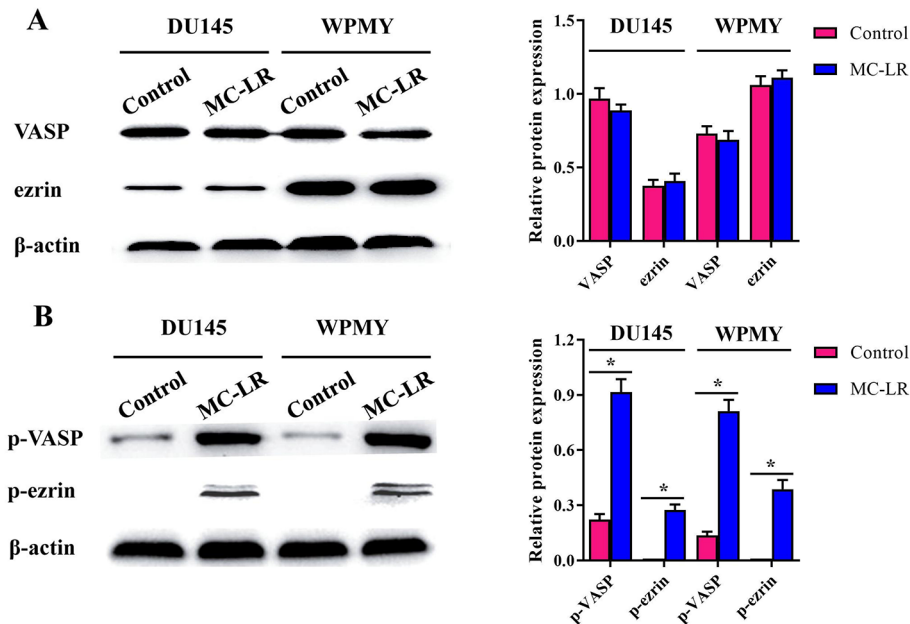 A
DU145 WPMY
Control MC-LR Control MC-LR
VASP
ezrin
β-actin
Relative protein expression
1.5
1.0
0.5
0.0
DU145 WPMY
VASP ezrin VASP ezrin
Control
MC-LR
B
DU145 WPMY
Control MC-LR Control MC-LR
p-VASP
p-ezrin
β-actin
Relative protein expression
1.2
0.9
0.6
0.3
0.0
DU145 WPMY
* * * *
p-VASP p-ezrin p-VASP p-ezrin
Control
MC-LR